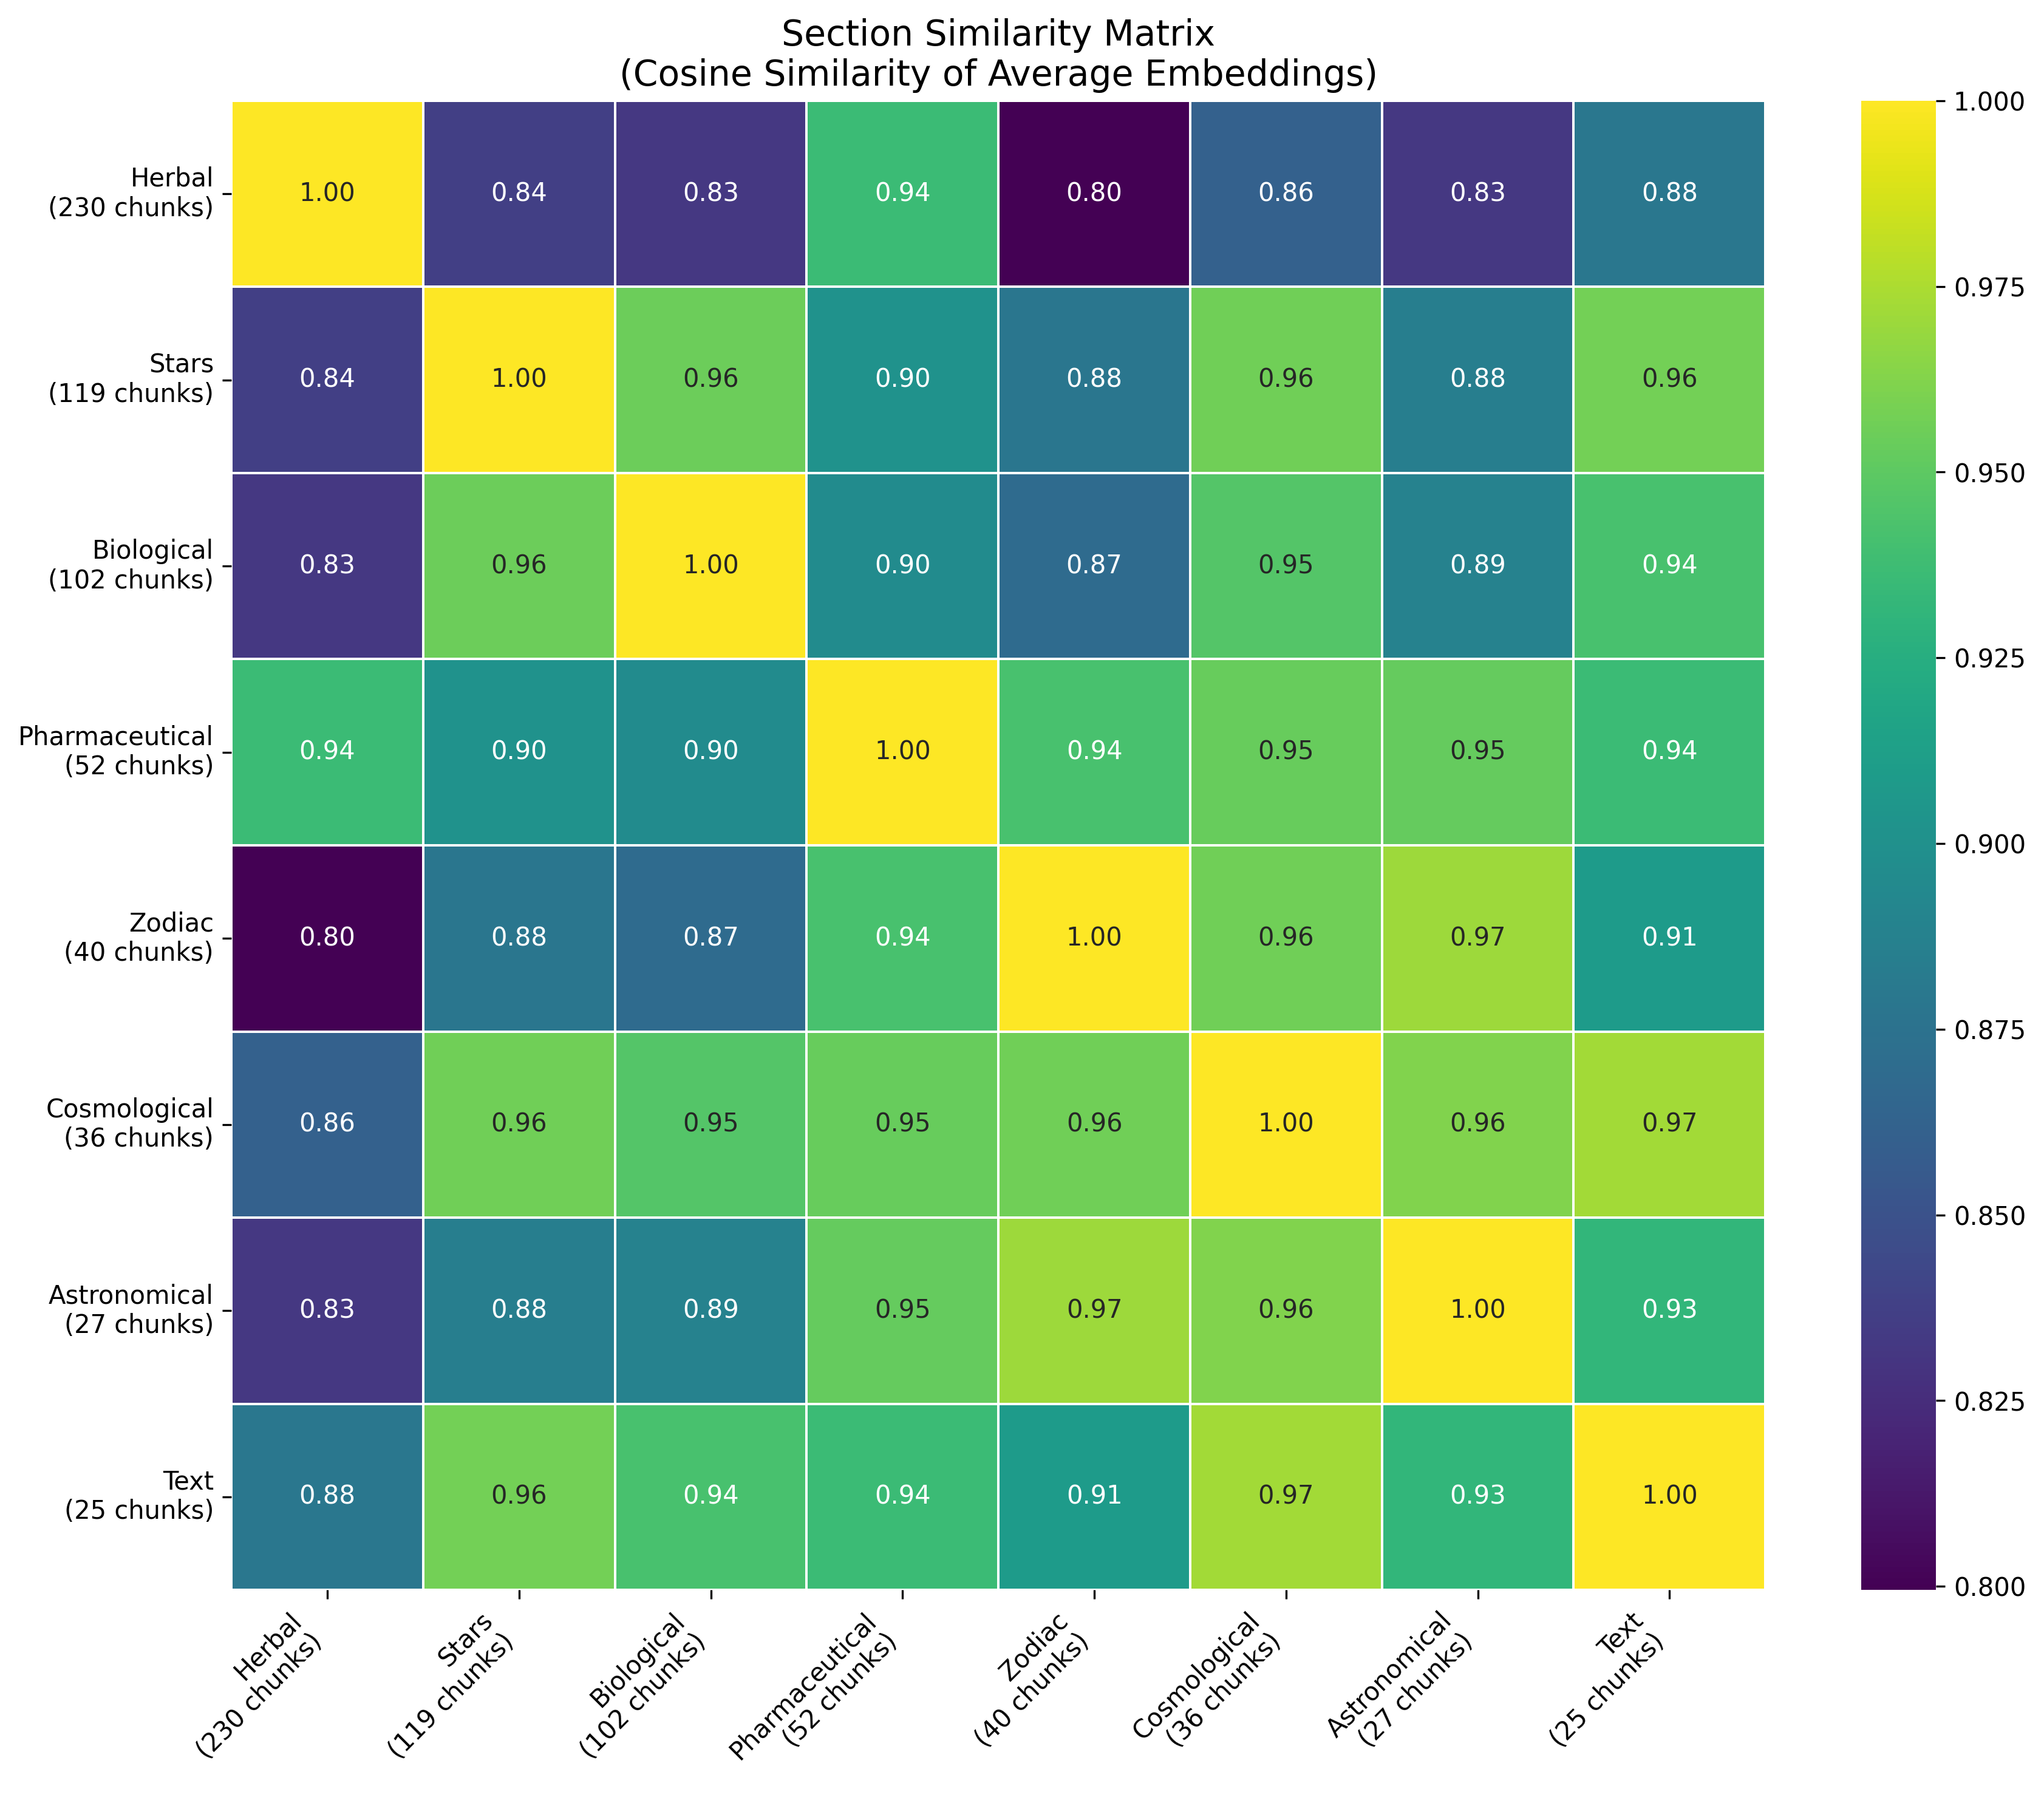 Section Similarity Matrix
(Cosine Similarity of Average Embeddings)
Herbal
(230 chunks)
1.00 0.84 0.83 0.94 0.80 0.86 0.83 0.88
Stars
(119 chunks)
0.84 1.00 0.96 0.90 0.88 0.96 0.88 0.96
Biological
(102 chunks)
0.83 0.96 1.00 0.90 0.87 0.95 0.89 0.94
Pharmaceutical
(52 chunks)
0.94 0.90 0.90 1.00 0.94 0.95 0.95 0.94
Zodiac
(40 chunks)
0.80 0.88 0.87 0.94 1.00 0.96 0.97 0.91
Cosmological
(36 chunks)
0.86 0.96 0.95 0.95 0.96 1.00 0.96 0.97
Astronomical
(27 chunks)
0.83 0.88 0.89 0.95 0.97 0.96 1.00 0.93
Text
(25 chunks)
0.88 0.96 0.94 0.94 0.91 0.97 0.93 1.00
Herbal
(230 chunks)
Stars
(119 chunks)
Biological
(102 chunks)
Pharmaceutical
(52 chunks)
Zodiac
(40 chunks)
Cosmological
(36 chunks)
Astronomical
(27 chunks)
Text
(25 chunks)
1.000
0.975
0.950
0.925
0.900
0.875
0.850
0.825
0.800